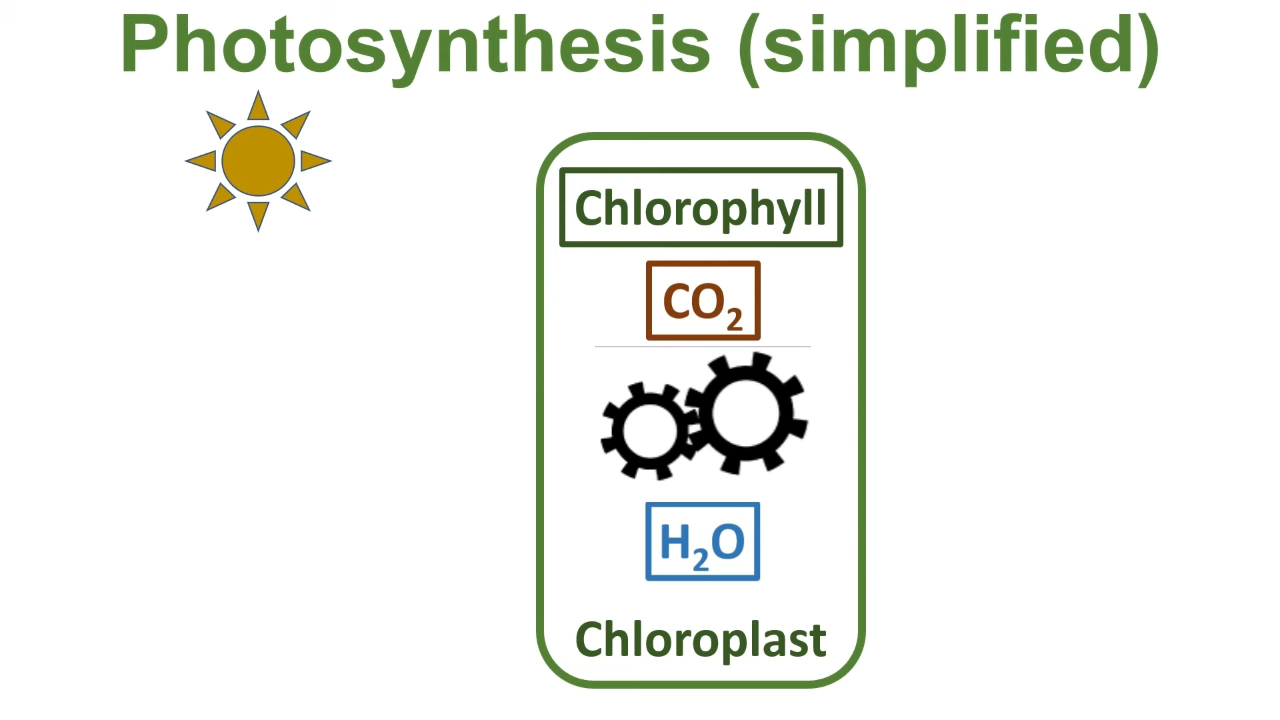 Photosynthesis (simplified)
Chlorophyll
CO₂
H₂O
Chloroplast